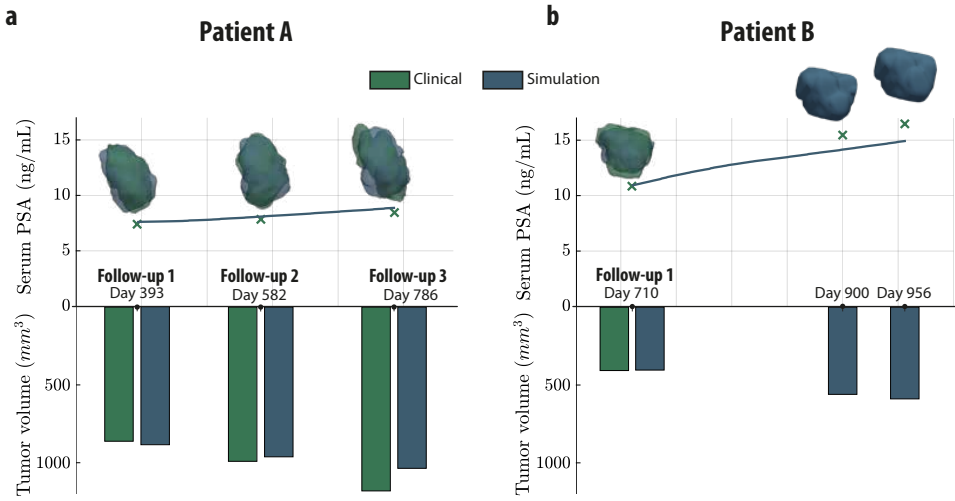 a
Patient A
b
Patient B
Clinical
Simulation
Serum PSA (ng/mL)
15
10
5
0
Follow-up 1
Day 393
Follow-up 2
Day 582
Follow-up 3
Day 786
Tumor volume (mm³)
500
1000
Serum PSA (ng/mL)
15
10
5
0
Follow-up 1
Day 710
Day 900
Day 956
Tumor volume (mm³)
500
1000